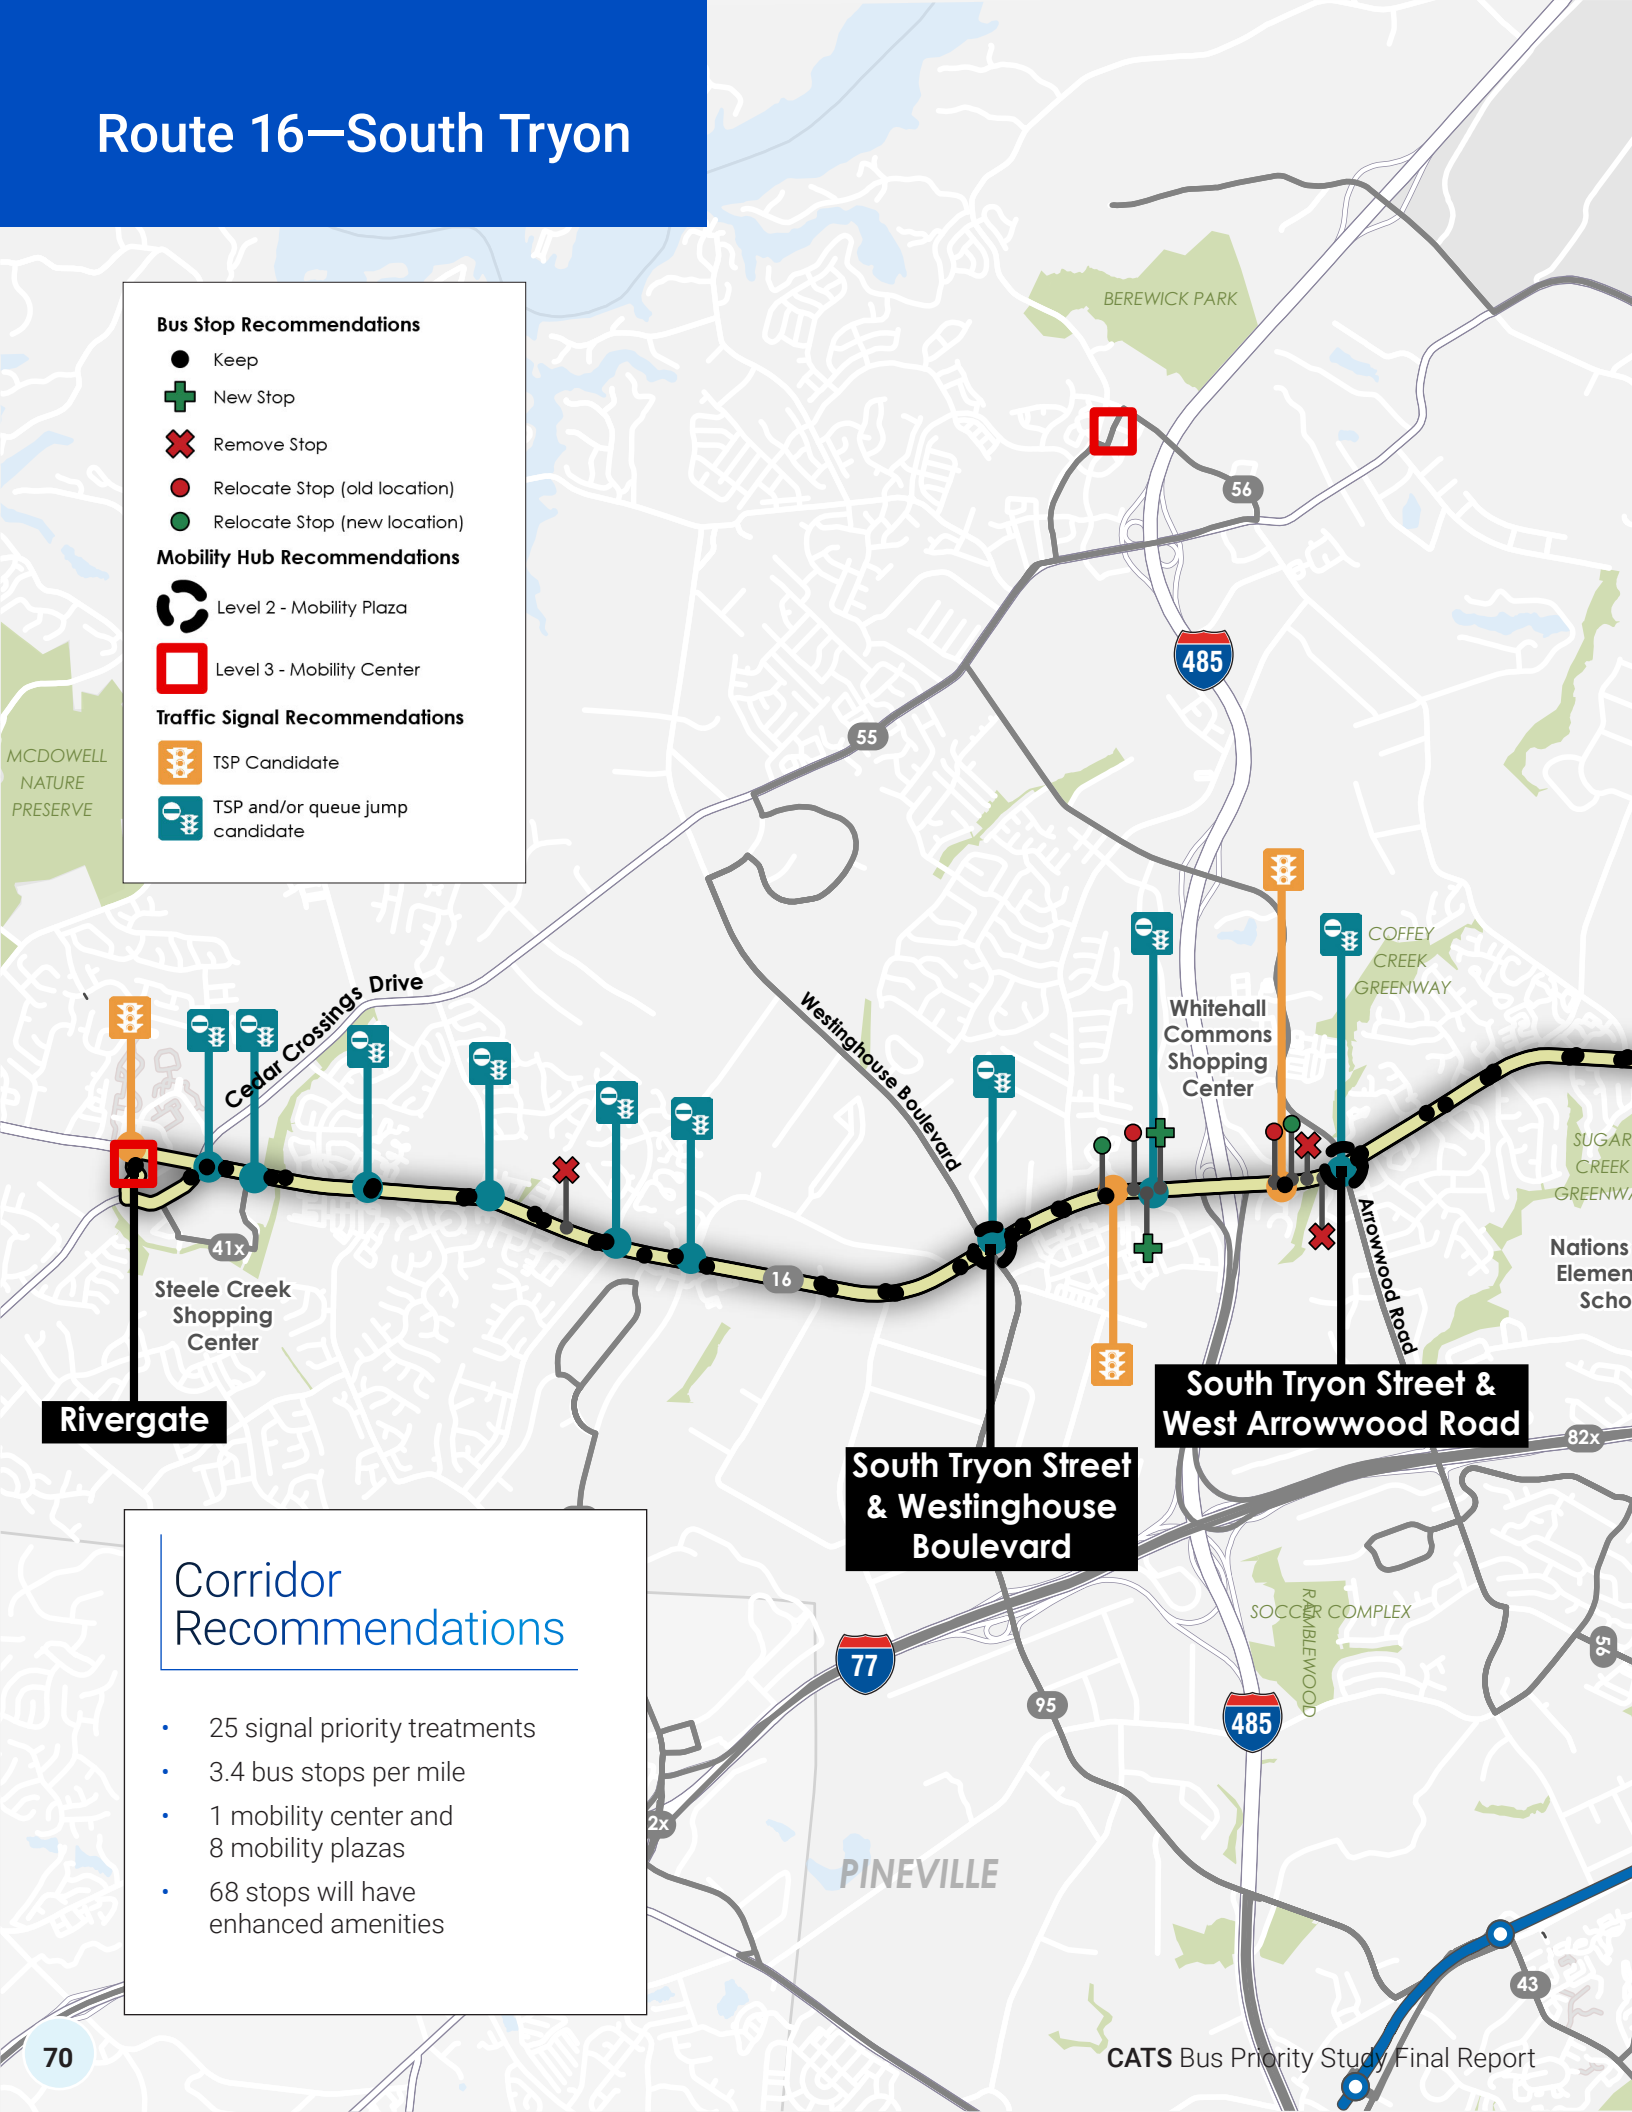 Route 16—South Tryon
Bus Stop Recommendations
Keep
New Stop
Remove Stop
Relocate Stop (old location)
Relocate Stop (new location)
Mobility Hub Recommendations
Level 2 - Mobility Plaza
Level 3 - Mobility Center
Traffic Signal Recommendations
TSP Candidate
TSP and/or queue jump
candidate
BEREWICK PARK
56
485
55
MCDOWELL
NATURE
PRESERVE
COFFEY
CREEK
GREENWAY
Cedar Crossings Drive
Westinghouse Boulevard
Whitehall
Commons
Shopping
Center
SUGAR
CREEK
GREENWA
Arrowwood Road
Nations
Elemen
Scho
41x
16
Steele Creek
Shopping
Center
Rivergate
South Tryon Street &
West Arrowwood Road
82x
South Tryon Street
& Westinghouse
Boulevard
Corridor
Recommendations
• 25 signal priority treatments
• 3.4 bus stops per mile
• 1 mobility center and
8 mobility plazas
• 68 stops will have
enhanced amenities
RAMBLEWOOD
SOCCER COMPLEX
56
77
95
485
2x
PINEVILLE
43
70
CATS Bus Priority Study Final Report